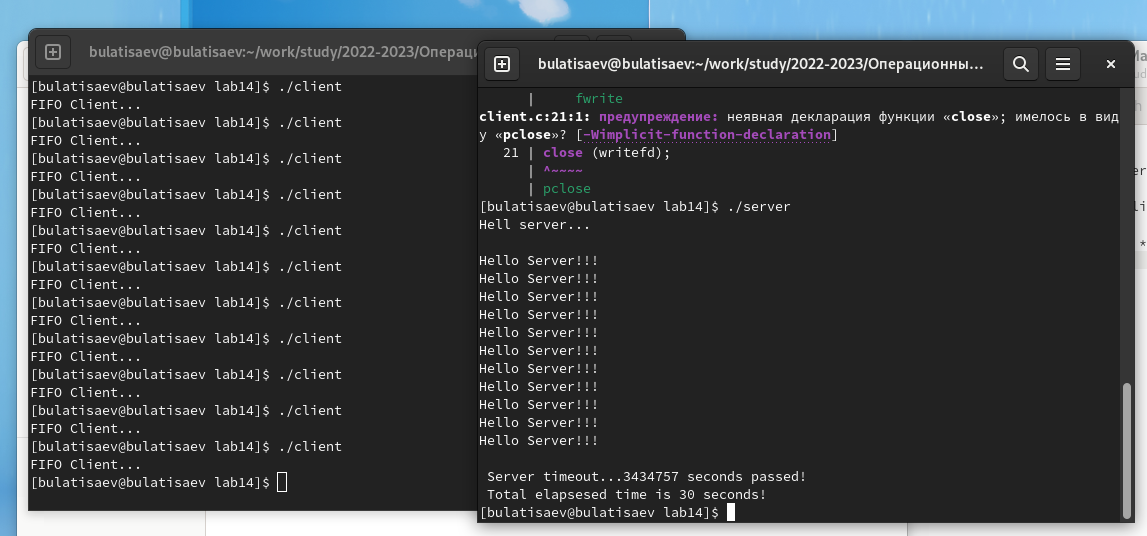 bulatisaev@bulatisaev:~/work/study/2022-2023/Операци
[bulatisaev@bulatisaev lab14]$ ./client
FIFO Client...
[bulatisaev@bulatisaev lab14]$ ./client
FIFO Client...
[bulatisaev@bulatisaev lab14]$ ./client
FIFO Client...
[bulatisaev@bulatisaev lab14]$ ./client
FIFO Client...
[bulatisaev@bulatisaev lab14]$ ./client
FIFO Client...
[bulatisaev@bulatisaev lab14]$ ./client
FIFO Client...
[bulatisaev@bulatisaev lab14]$ ./client
FIFO Client...
[bulatisaev@bulatisaev lab14]$ ./client
FIFO Client...
[bulatisaev@bulatisaev lab14]$ ./client
FIFO Client...
[bulatisaev@bulatisaev lab14]$ ./client
FIFO Client...
[bulatisaev@bulatisaev lab14]$ ./client
FIFO Client...
[bulatisaev@bulatisaev lab14]$
bulatisaev@bulatisaev:~/work/study/2022-2023/Операционны...
|     fwrite
client.c:21:1: предупреждение: неявная декларация функции «close»; имелось в вид
у «pclose»? [-Wimplicit-function-declaration]
21 | close (writefd);
| ^~~~~
| pclose
[bulatisaev@bulatisaev lab14]$ ./server
Hell server...
Hello Server!!!
Hello Server!!!
Hello Server!!!
Hello Server!!!
Hello Server!!!
Hello Server!!!
Hello Server!!!
Hello Server!!!
Hello Server!!!
Hello Server!!!
Hello Server!!!
Server timeout...3434757 seconds passed!
Total elapsesed time is 30 seconds!
[bulatisaev@bulatisaev lab14]$